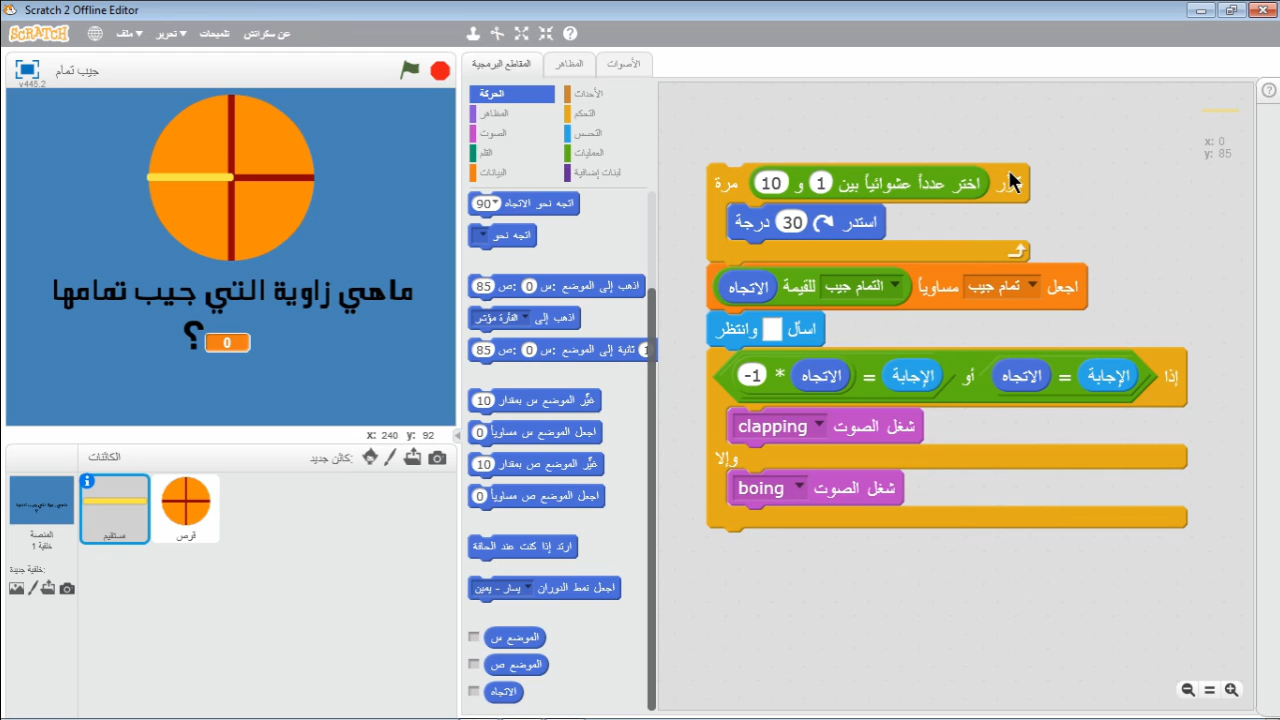 Scratch 2 Offline Editor
SCRATCH
ملف
تحرير
تلميحات
عن سكراتش
v445.2
جيب تمام
ماهي زاوية التي جيب تمامها
0 ؟
x: 240 y: 92
الكائنات
كائن جديد:
المنصة
خلفية 1
خلفية جديدة:
مستقيم
قرص
المقاطع البرمجية
المظاهر
الأصوات
الحركة
المظاهر
الصوت
القلم
البيانات
الأحداث
التحكم
التحسس
العمليات
لبنات إضافية
اتجه نحو الاتجاه 90
اتجه نحو
اذهب إلى الموضع س: 0 ص: 85
اذهب إلى مؤشر الفأرة
1 ثانية إلى الموضع س: 0 ص: 85
غيِّر الموضع س بمقدار 10
اجعل الموضع س مساوياً 0
غيِّر الموضع ص بمقدار 10
اجعل الموضع ص مساوياً 0
ارتد إذا كنت عند الحافة
اجعل نمط الدوران يسار - يمين
الموضع س
الموضع ص
الاتجاه
x: 0
y: 85
اختر عدداً عشوائياً بين 1 و 10 مرة
استدر 30 درجة
اجعل تمام جيب مساوياً التمام جيب للقيمة الاتجاه
اسأل وانتظر
إذا الإجابة = الاتجاه أو الإجابة = الاتجاه * -1
شغل الصوت clapping
وإلا
شغل الصوت boing